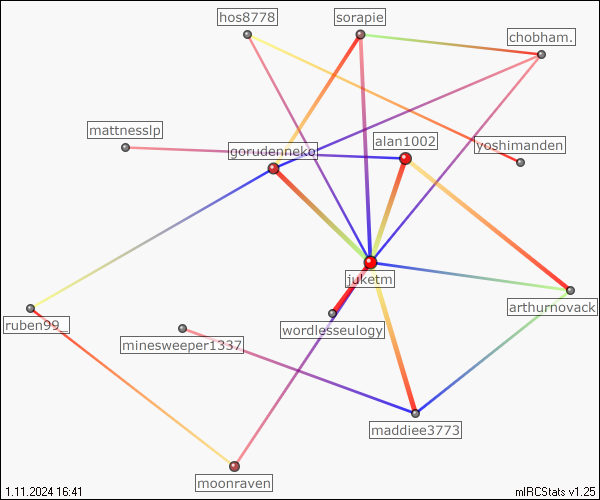 hos8778
sorapie
chobham.
mattnesslp
gorudenneko
alan1002
yoshimanden
juketm
arthurnovack
ruben99_
wordlesseulogy
minesweeper1337
maddiee3773
moonraven
1.11.2024 16:41
mIRCStats v1.25